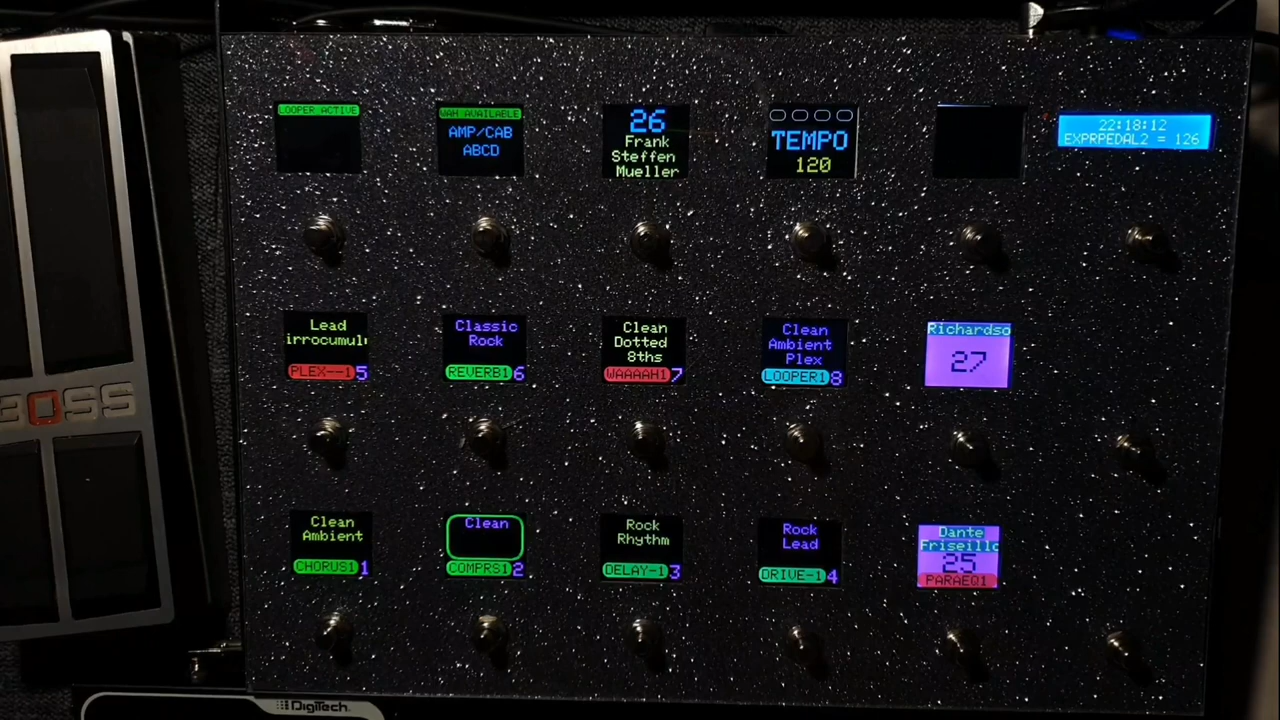 LOOPER ACTIVE
WAH AVAILABLE
AMP/CAB
ABCD
26
Frank
Steffen
Mueller
TEMPO
120
22:18:12
EXPRPEDAL2 = 126
Lead
irrocumulu
PLEX--1 5
Classic
Rock
REVERB1 6
Clean
Dotted
8ths
WAAAAH1 7
Clean
Ambient
Plex
LOOPER1 8
Richardso
27
BOSS
Clean
Ambient
CHORUS1 1
Clean
COMPRS1 2
Rock
Rhythm
DELAY-1 3
Rock
Lead
DRIVE-1 4
Dante
Frisello
25
PARAEQ1
DigiTech